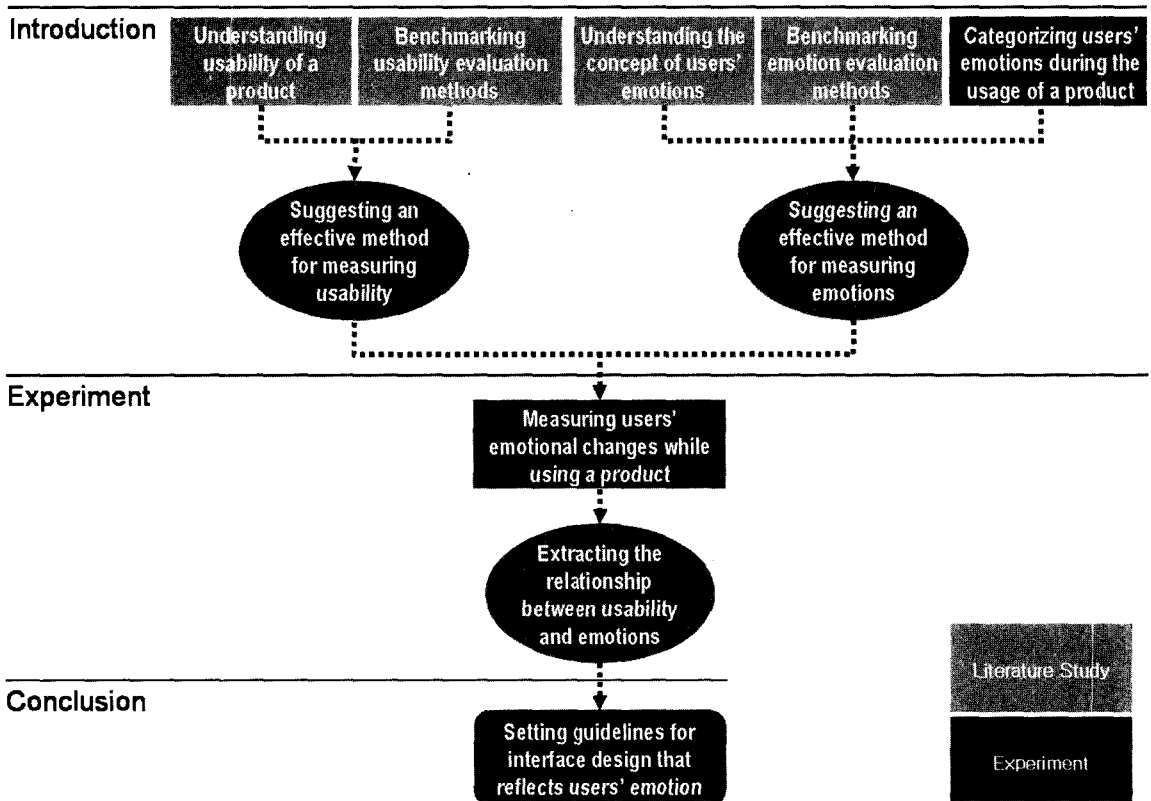 Introduction
Understanding
usability of a
product
Benchmarking
usability evaluation
methods
Understanding the
concept of users'
emotions
Benchmarking
emotion evaluation
methods
Categorizing users'
emotions during the
usage of a product
Suggesting an
effective method
for measuring
usability
Suggesting an
effective method
for measuring
emotions
Experiment
Measuring users'
emotional changes while
using a product
Extracting the
relationship
between usability
and emotions
Literature Study
Conclusion
Setting guidelines for
interface design that
reflects users' emotion
Experiment